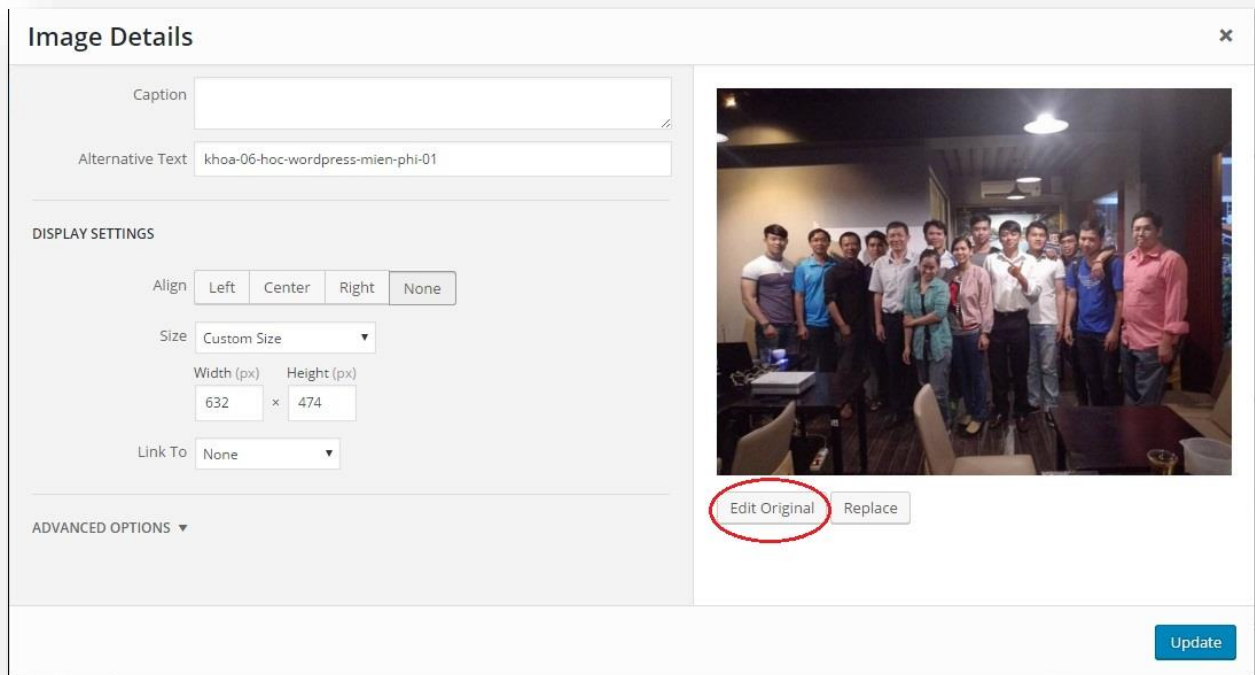 Image Details
Caption
Alternative Text khoa-06-hoc-wordpress-mien-phi-01
DISPLAY SETTINGS
Align Left Center Right None
Size Custom Size
Width (px) Height (px)
632 × 474
Link To None
ADVANCED OPTIONS
Edit Original Replace
Update